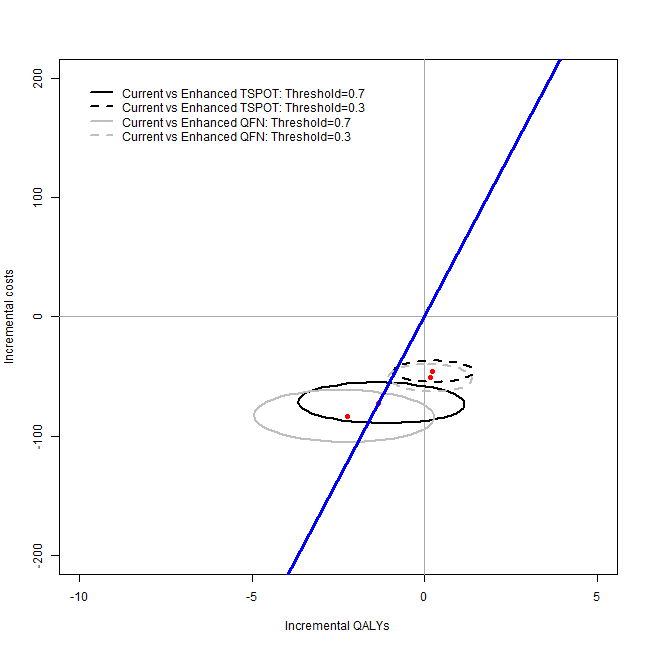 Current vs Enhanced TSPOT: Threshold=0.7
Current vs Enhanced TSPOT: Threshold=0.3
Current vs Enhanced QFN: Threshold=0.7
Current vs Enhanced QFN: Threshold=0.3
Incremental costs
200
100
0
-100
-200
-10
-5
0
5
Incremental QALYs